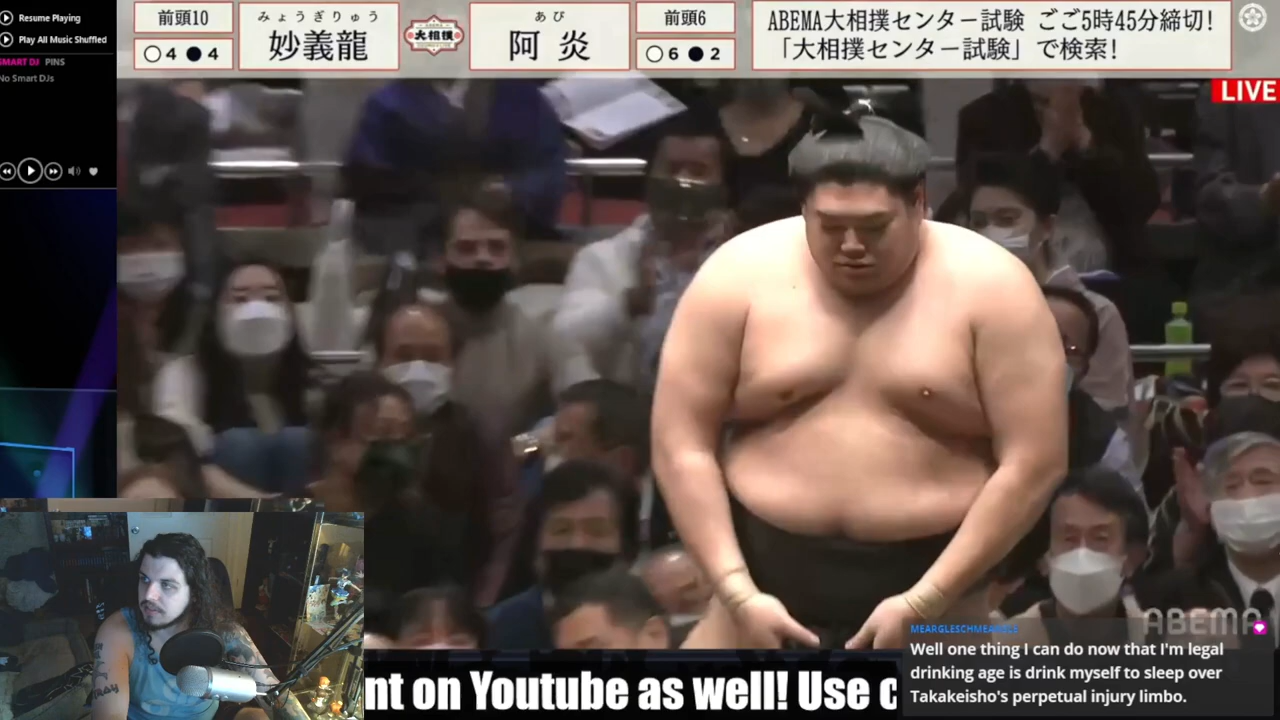 Resume Playing
Play All Music Shuffled
SMART DJ PINS
No Smart DJs
前頭10
○4 ●4
みょうぎりゅう
妙義龍
大相撲
あび
阿炎
前頭6
○6 ●2
ABEMA大相撲センター試験 ごご5時45分締切!
「大相撲センター試験」で検索!
LIVE
ABEMA
MEARGLESCHMEARGLE
Well one thing I can do now that I'm legal
drinking age is drink myself to sleep over
Takakeisho's perpetual injury limbo.
nt on Youtube as well! Use c